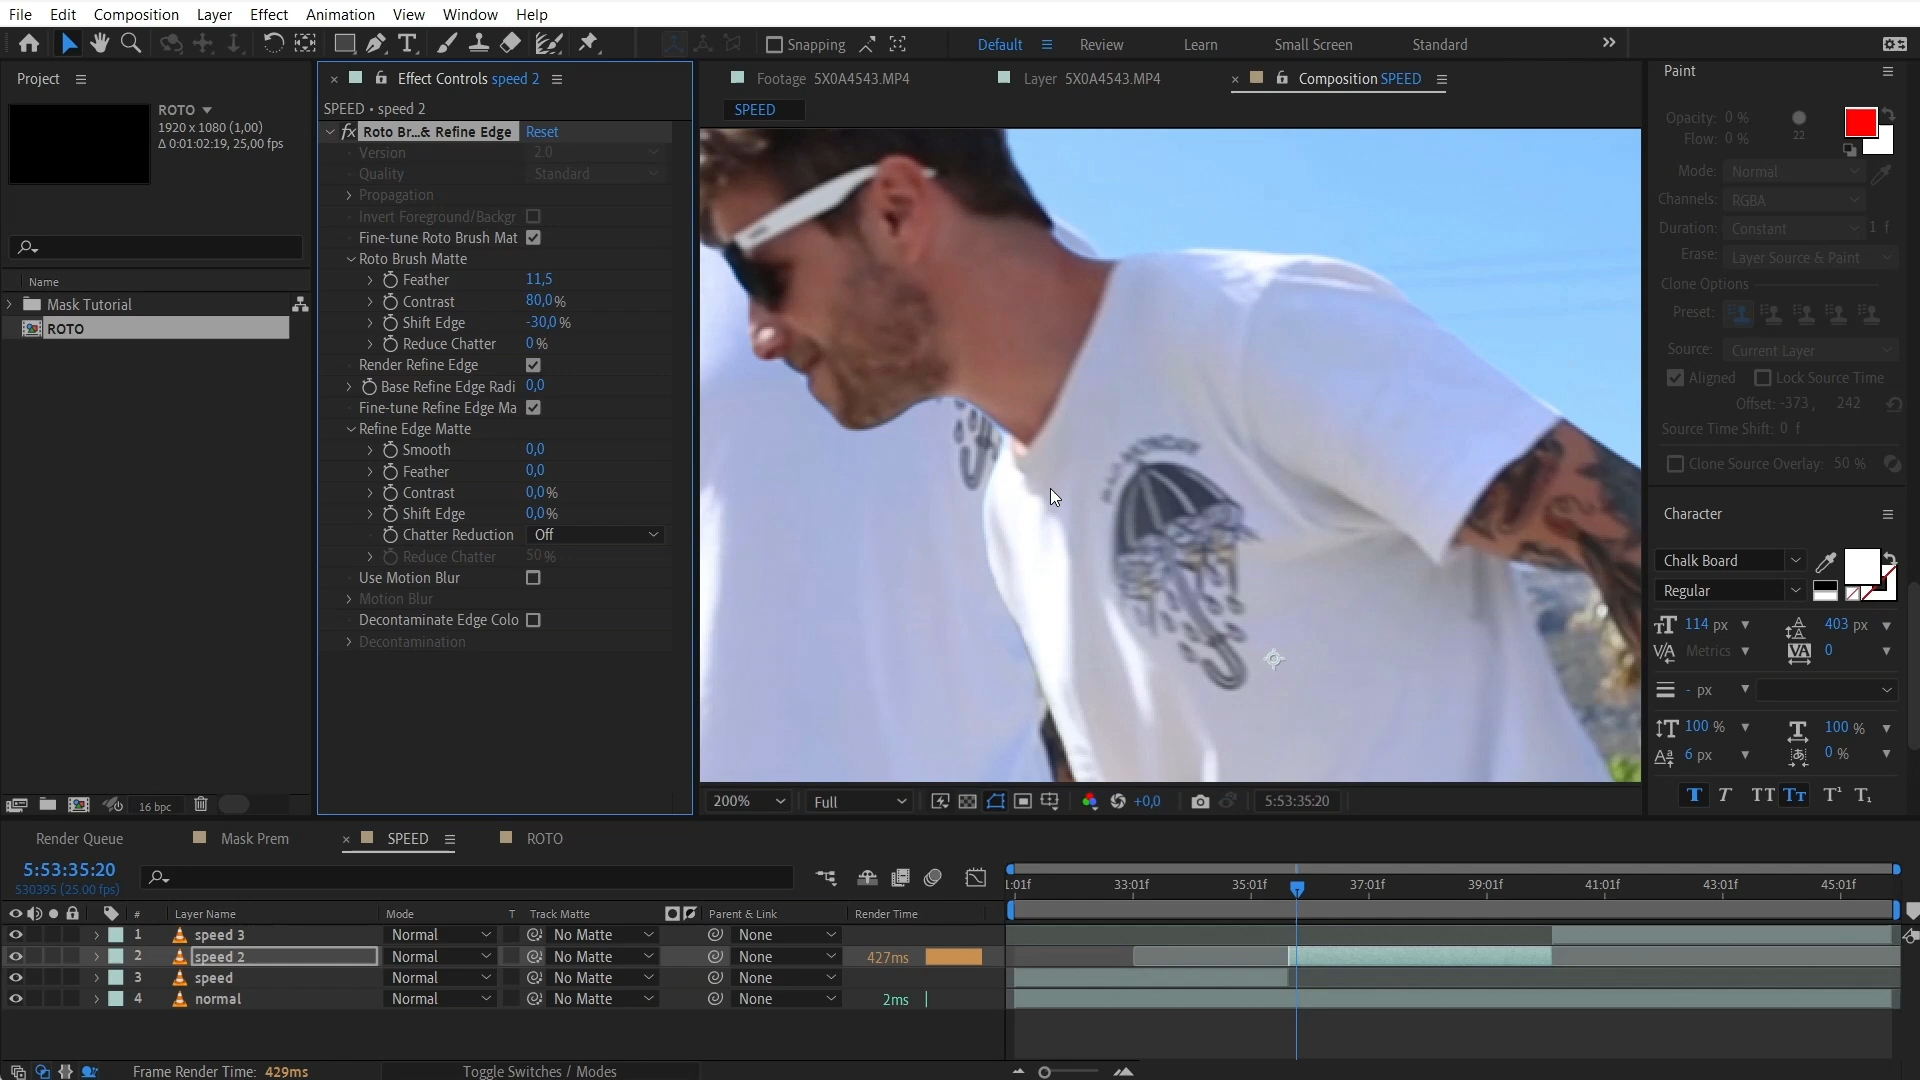 File Edit Composition Layer Effect Animation View Window Help
Snapping
Default Review Learn Small Screen Standard
Project
ROTO
1920 x 1080 (1,00)
Δ 0:01:02:19, 25,00 fps
Name
Mask Tutorial
ROTO
16 bpc
Effect Controls speed 2
SPEED • speed 2
fx Roto Br...& Refine Edge Reset
Version 2.0
Quality Standard
Propagation
Invert Foreground/Backgr
Fine-tune Roto Brush Mat
Roto Brush Matte
Feather 11,5
Contrast 80,0%
Shift Edge -30,0%
Reduce Chatter 0%
Render Refine Edge
Base Refine Edge Radi 0,0
Fine-tune Refine Edge Ma
Refine Edge Matte
Smooth 0,0
Feather 0,0
Contrast 0,0%
Shift Edge 0,0%
Chatter Reduction Off
Reduce Chatter 50%
Use Motion Blur
Motion Blur
Decontaminate Edge Colo
Decontamination
Footage 5X0A4543.MP4
Layer 5X0A4543.MP4
Composition SPEED
SPEED
200% Full +0,0 5:53:35:20
Paint
Opacity: 0 %
Flow: 0 %
22
Mode: Normal
Channels: RGBA
Duration: Constant 1 f
Erase: Layer Source & Paint
Clone Options
Preset:
Source: Current Layer
Aligned Lock Source Time
Offset: -373, 242
Source Time Shift: 0 f
Clone Source Overlay: 50 %
Character
Chalk Board
Regular
114 px 403 px
Metrics 0
- px
100 % 100 %
6 px 0 %
T T TT Tt T¹ T₁
Render Queue Mask Prem SPEED ROTO
5:53:35:20
530395 (25.00 fps)
# Layer Name Mode T Track Matte Parent & Link Render Time
1 speed 3 Normal No Matte None
2 speed 2 Normal No Matte None 427ms
3 speed Normal No Matte None
4 normal Normal No Matte None 2ms
1:01f 33:01f 35:01f 37:01f 39:01f 41:01f 43:01f 45:01f
Frame Render Time: 429ms
Toggle Switches / Modes